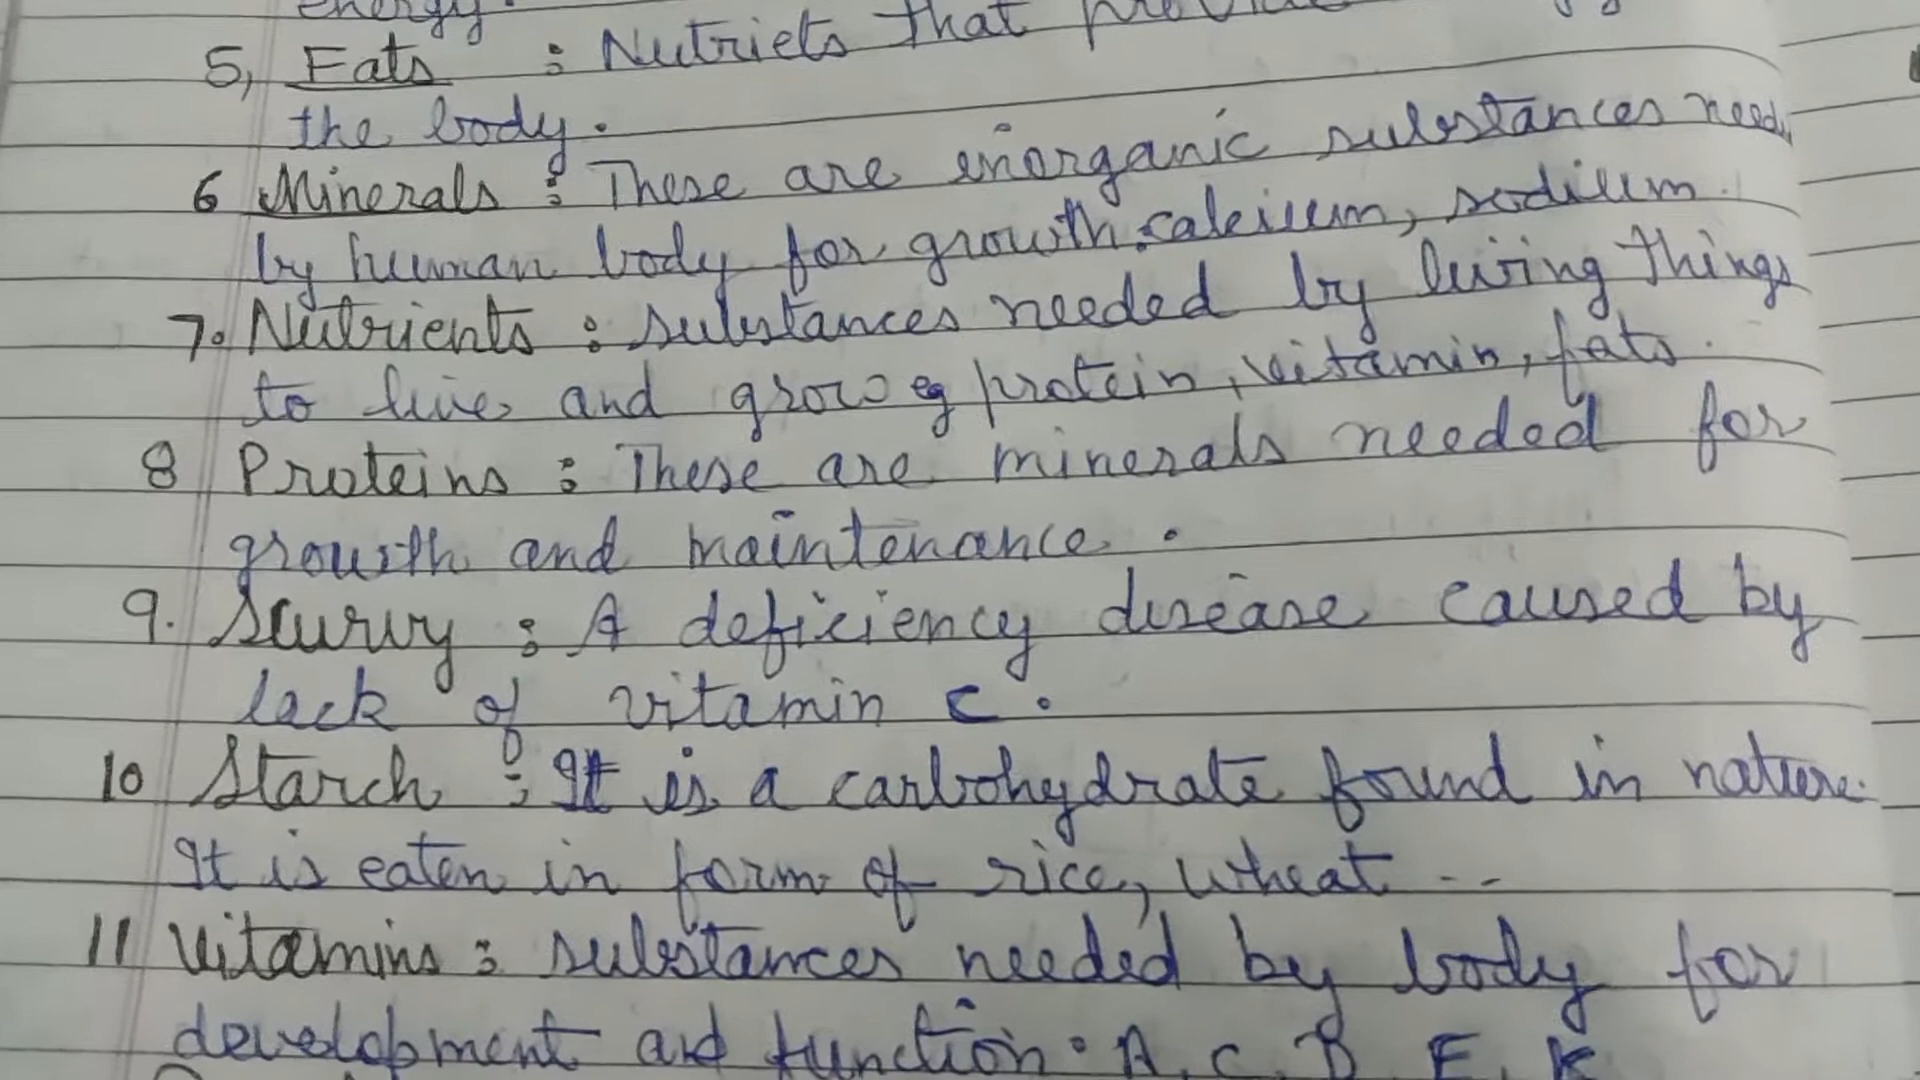 energy.
5, Fats : Nutriets that provide
the body.
6 Minerals : These are inorganic substances need
by human body for growth. calcium, sodium.
7. Nutrients : substances needed by living things
to live and grow eg protein, vitamin, fats.
8 Proteins : These are minerals needed for
growth and maintenance.
9. Scurvy : A deficiency disease caused by
lack of vitamin C.
10 Starch : It is a carbohydrate found in nature.
It is eaten in form of rice, wheat --
11 Vitamins : substances needed by body for
development and function. A, C, B, E, K